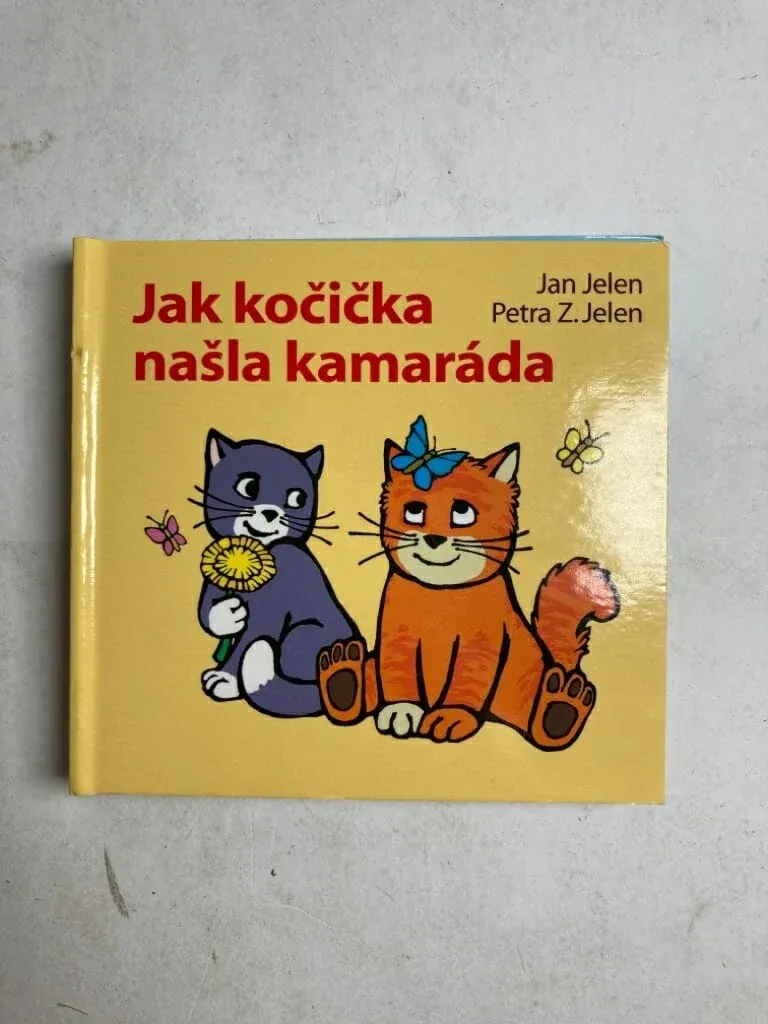 Jak kočička
našla kamaráda
Jan Jelen
Petra Z. Jelen